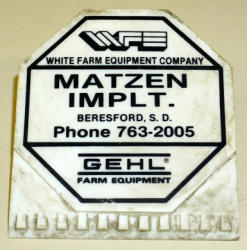 WFE
WHITE FARM EQUIPMENT COMPANY
MATZEN
IMPLT.
BERESFORD, S. D.
Phone 763-2005
GEHL
FARM EQUIPMENT